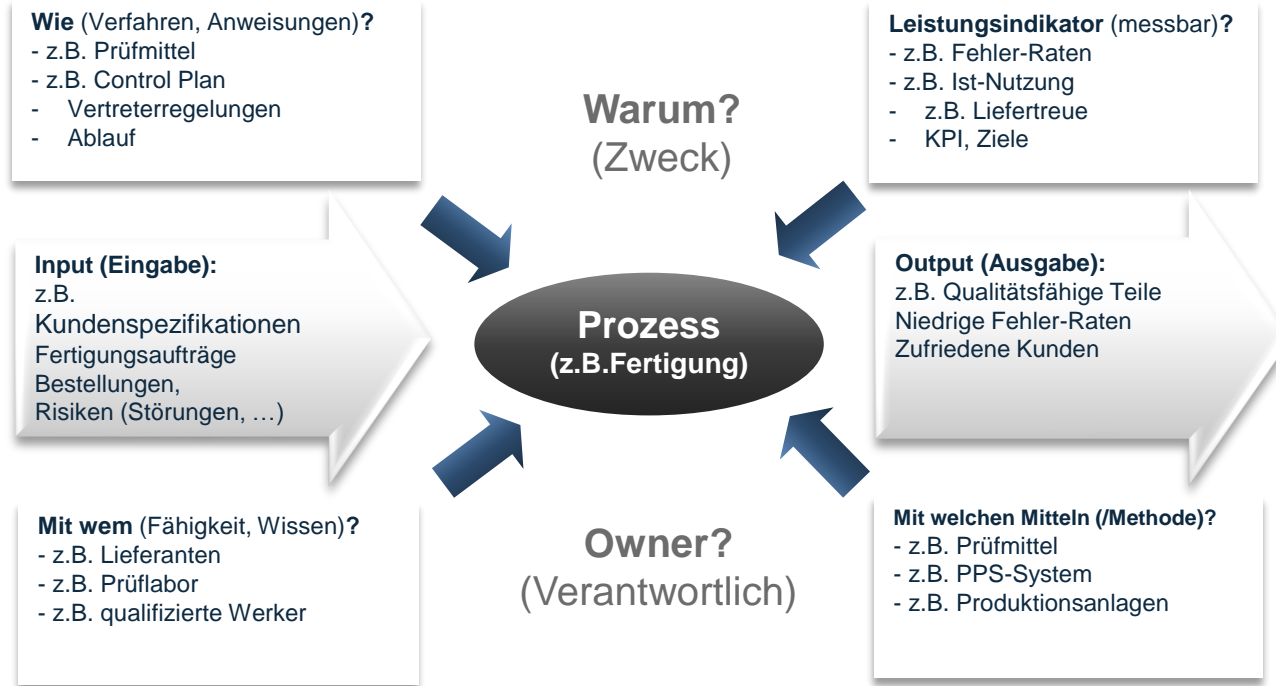 Wie (Verfahren, Anweisungen)?
- z.B. Prüfmittel
- z.B. Control Plan
- Vertreterregelungen
- Ablauf
Warum?
(Zweck)
Leistungsindikator (messbar)?
- z.B. Fehler-Raten
- z.B. Ist-Nutzung
- z.B. Liefertreue
- KPI, Ziele
Input (Eingabe):
z.B.
Kundenspezifikationen
Fertigungsaufträge
Bestellungen,
Risiken (Störungen, …)
Prozess
(z.B.Fertigung)
Output (Ausgabe):
z.B. Qualitätsfähige Teile
Niedrige Fehler-Raten
Zufriedene Kunden
Mit wem (Fähigkeit, Wissen)?
- z.B. Lieferanten
- z.B. Prüflabor
- z.B. qualifizierte Werker
Owner?
(Verantwortlich)
Mit welchen Mitteln (/Methode)?
- z.B. Prüfmittel
- z.B. PPS-System
- z.B. Produktionsanlagen